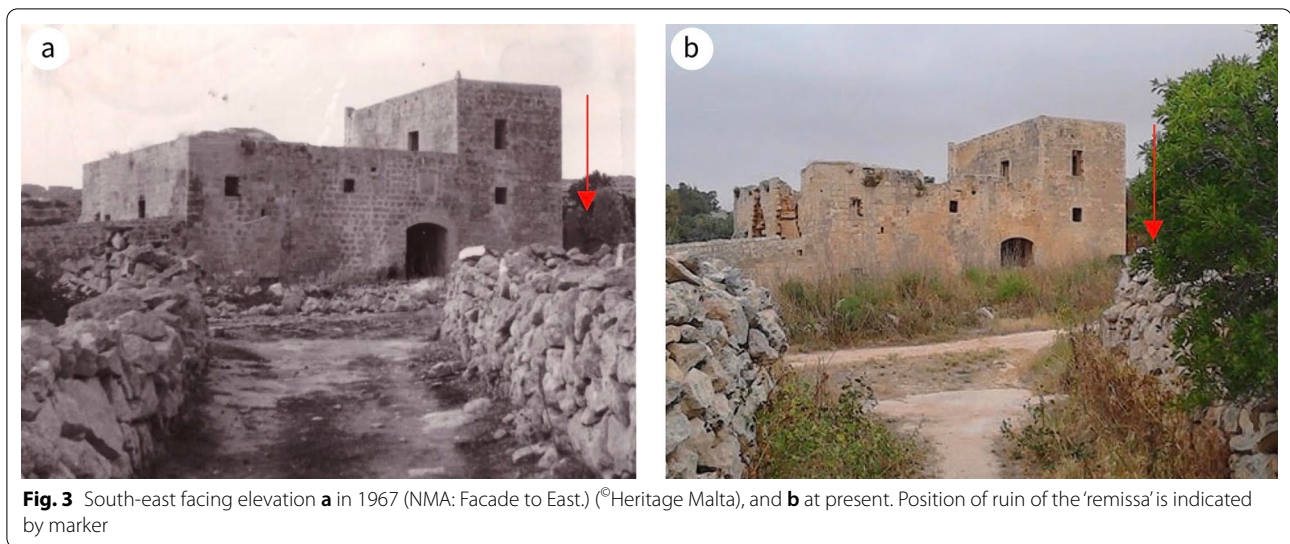 a
b
Fig. 3 South-east facing elevation a in 1967 (NMA: Facade to East.) (©Heritage Malta), and b at present. Position of ruin of the ‘remissa’ is indicated
by marker